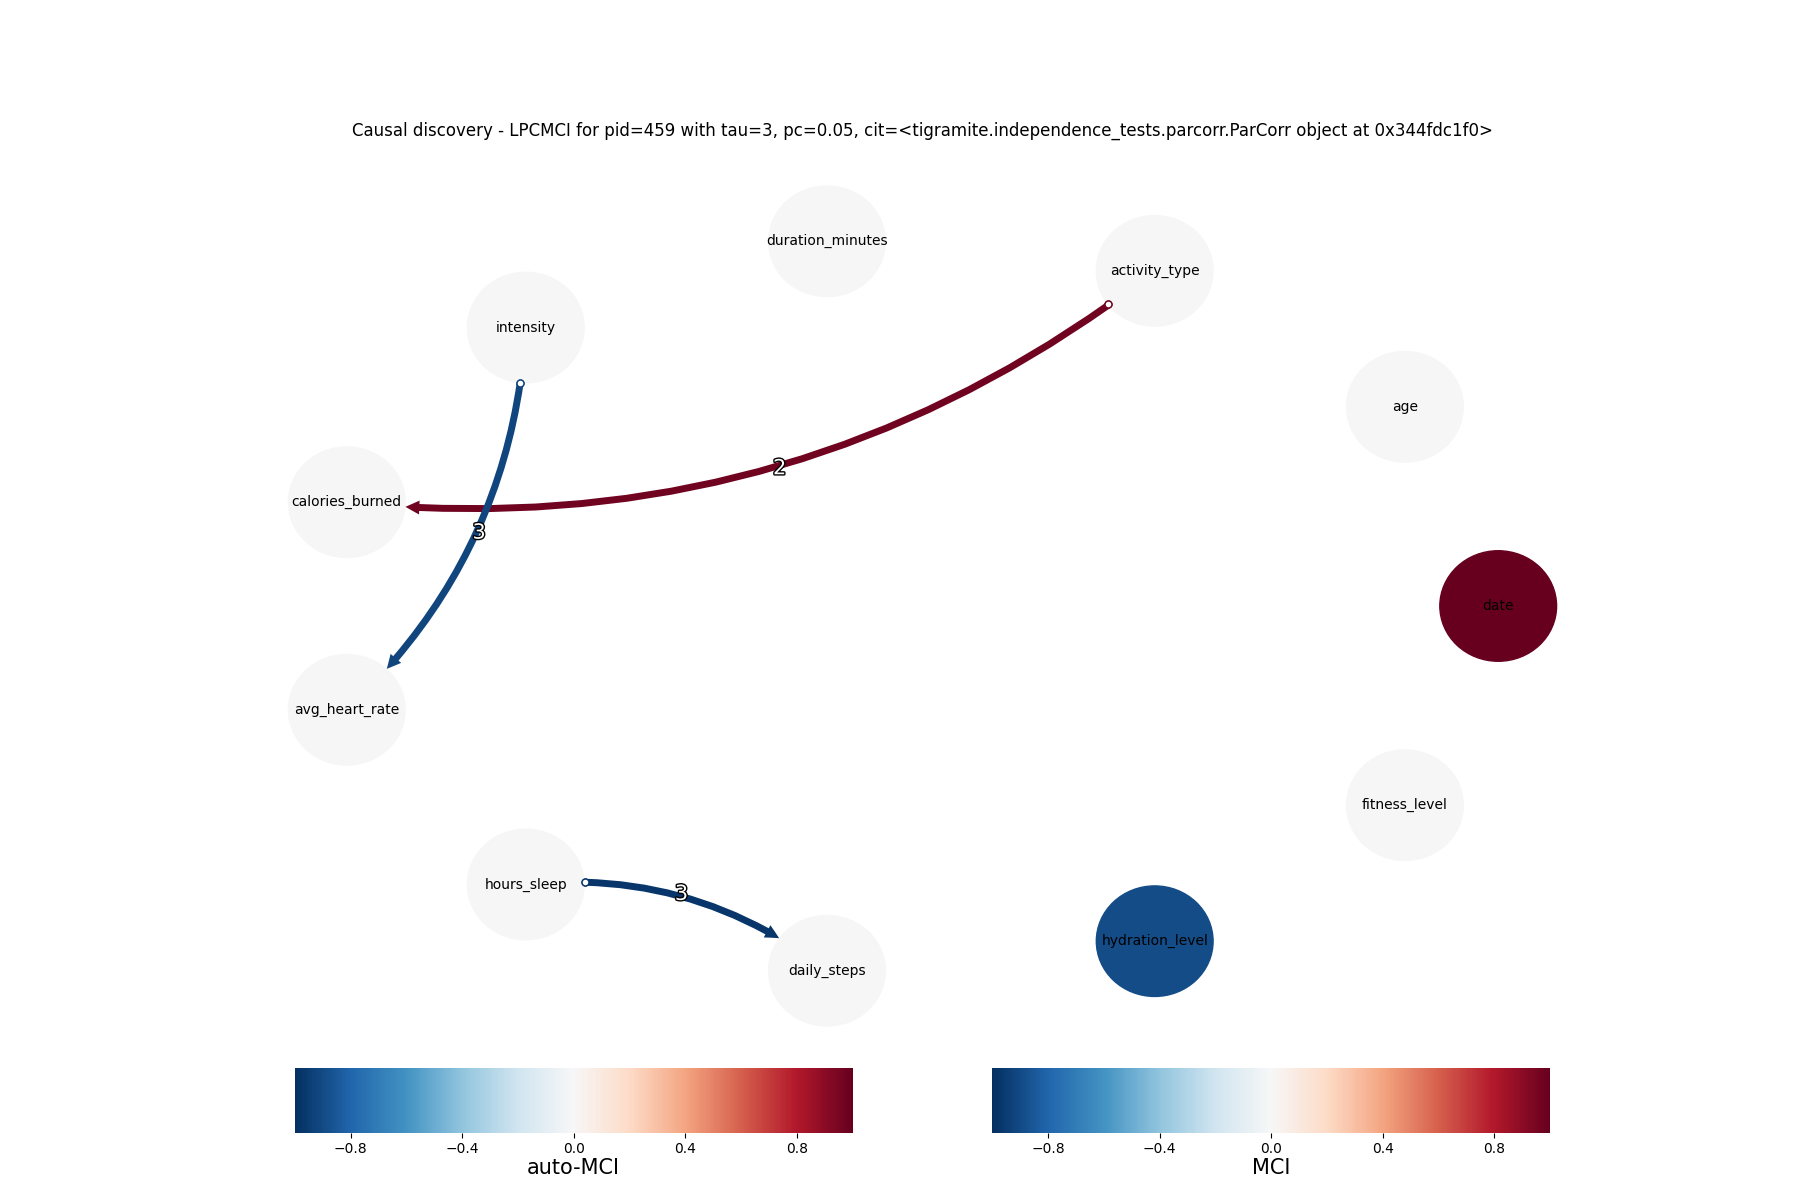 Causal discovery - LPCMCI for pid=459 with tau=3, pc=0.05, cit=<tigramite.independence_tests.parcorr.ParCorr object at 0x344fdc1f0>
duration_minutes
activity_type
intensity
age
2
calories_burned
3
date
avg_heart_rate
fitness_level
hours_sleep
3
hydration_level
daily_steps
−0.8 −0.4 0.0 0.4 0.8
auto-MCI
−0.8 −0.4 0.0 0.4 0.8
MCI